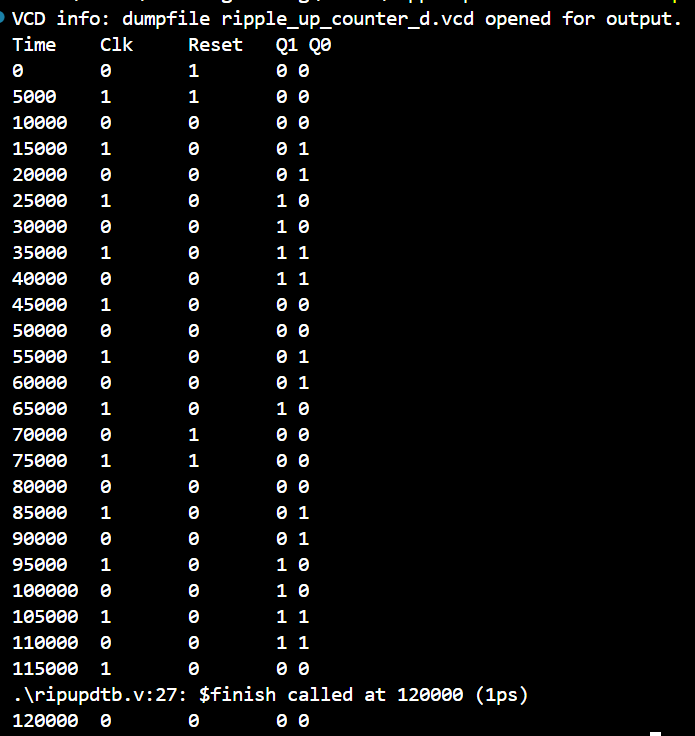 VCD info: dumpfile ripple_up_counter_d.vcd opened for output.
Time Clk Reset Q1 Q0
0 0 1 0 0
5000 1 1 0 0
10000 0 0 0 0
15000 1 0 0 1
20000 0 0 0 1
25000 1 0 1 0
30000 0 0 1 0
35000 1 0 1 1
40000 0 0 1 1
45000 1 0 0 0
50000 0 0 0 0
55000 1 0 0 1
60000 0 0 0 1
65000 1 0 1 0
70000 0 1 0 0
75000 1 1 0 0
80000 0 0 0 0
85000 1 0 0 1
90000 0 0 0 1
95000 1 0 1 0
100000 0 0 1 0
105000 1 0 1 1
110000 0 0 1 1
115000 1 0 0 0
.\ripupdtb.v:27: $finish called at 120000 (1ps)
120000 0 0 0 0